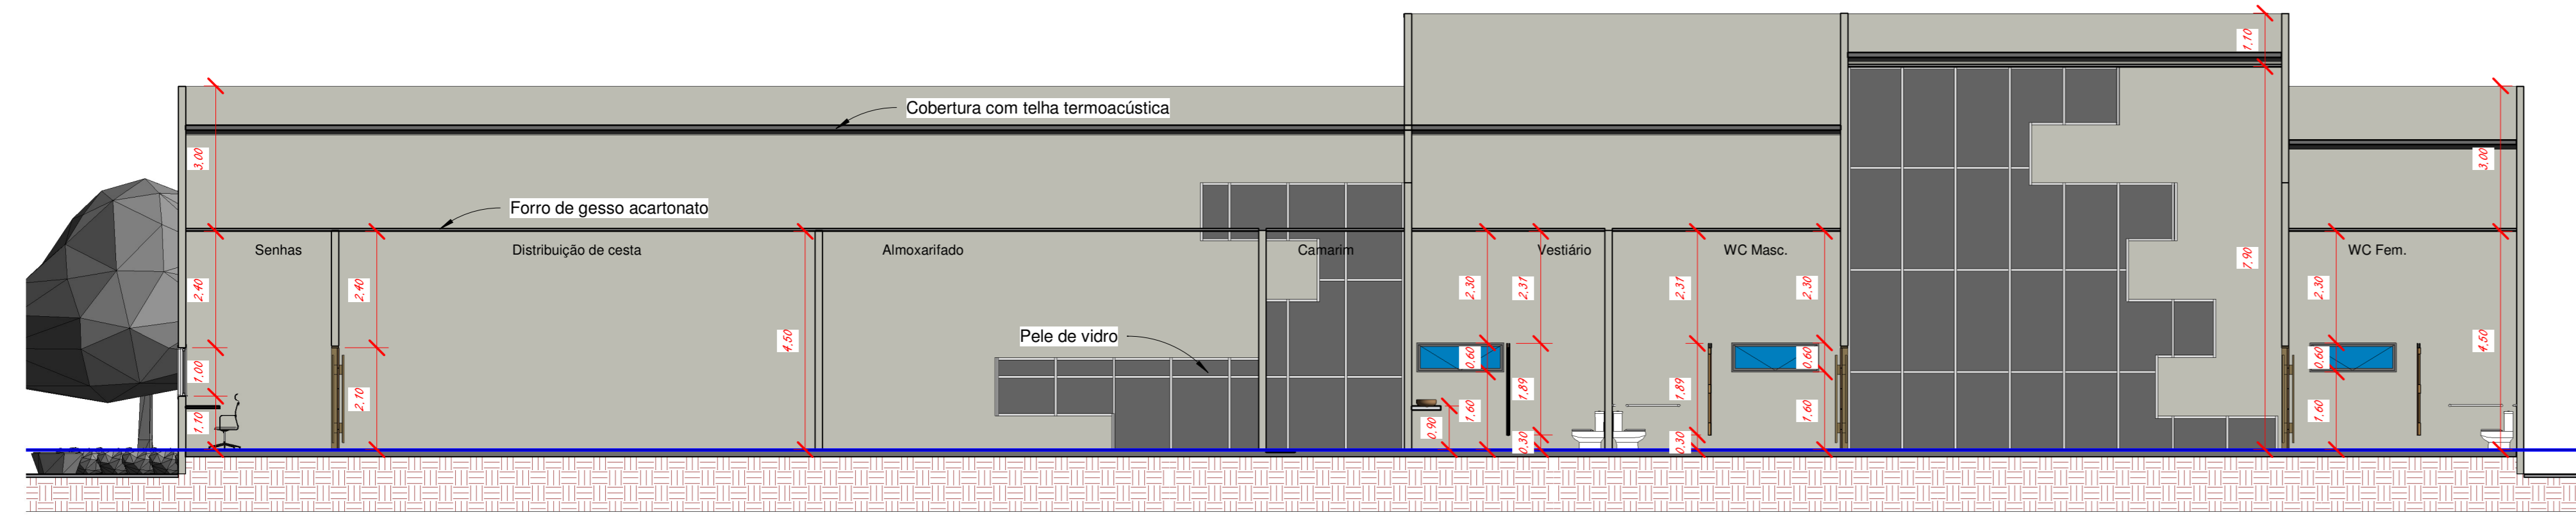 1,10
Cobertura com telha termoacústica
3,00
3,00
Forro de gesso acartonato
Senhas
Distribuição de cesta
Almoxarifado
Camarim
Vestiário
WC Masc.
WC Fem.
7,90
2,40
2,40
2,30
2,31
2,31
2,30
2,30
Pele de vidro
4,50
4,50
0,60
0,60
0,60
1,00
2,10
1,89
1,89
1,10
0,90
1,60
1,60
1,60
0,30
0,30